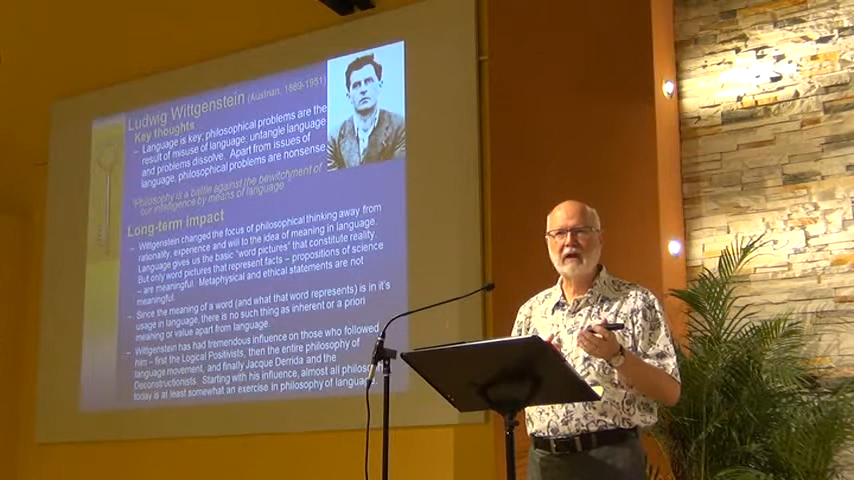 Ludwig Wittgenstein (Austrian, 1889-1951)
Key thoughts
– Language is key; philosophical problems are the
result of misuse of language; untangle language
and problems dissolve. Apart from issues of
language, philosophical problems are nonsense
"Philosophy is a battle against the bewitchment of
our intelligence by means of language"
Long-term impact
– Wittgenstein changed the focus of philosophical thinking away from
rationality, experience and will to the idea of meaning in language.
Language gives us the basic "word pictures" that constitute reality.
But only word pictures that represent facts – propositions of science
– are meaningful. Metaphysical and ethical statements are not
meaningful.
– Since the meaning of a word (and what that word represents) is in it's
usage in language, there is no such thing as inherent or a priori
meaning or value apart from language.
– Wittgenstein has had tremendous influence on those who followed
him – first the Logical Positivists, then the entire philosophy of
language movement, and finally Jacque Derrida and the
Deconstructionists. Starting with his influence, almost all philosoph
today is at least somewhat an exercise in philosophy of language.